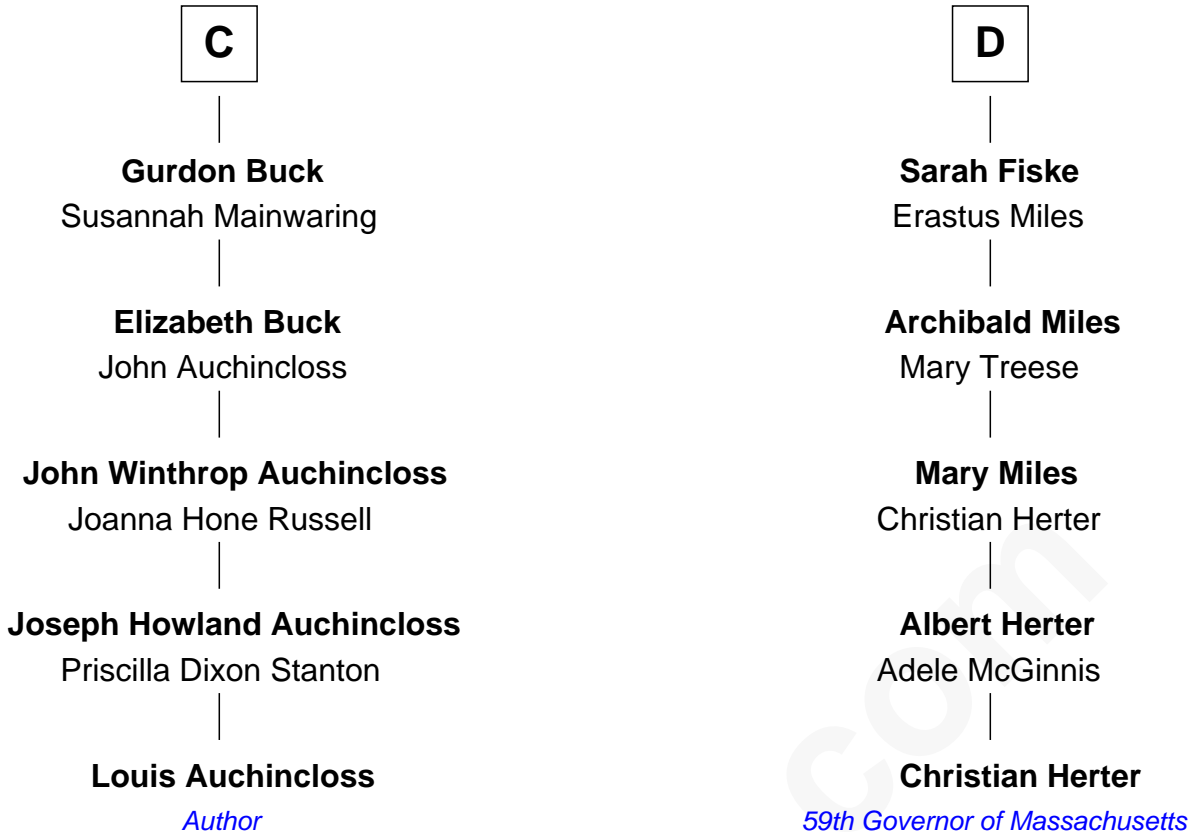 C
Gurdon Buck
Susannah Mainwaring
Elizabeth Buck
John Auchincloss
John Winthrop Auchincloss
Joanna Hone Russell
Joseph Howland Auchincloss
Priscilla Dixon Stanton
Louis Auchincloss
Author
D
Sarah Fiske
Erastus Miles
Archibald Miles
Mary Treese
Mary Miles
Christian Herter
Albert Herter
Adele McGinnis
Christian Herter
59th Governor of Massachusetts
com